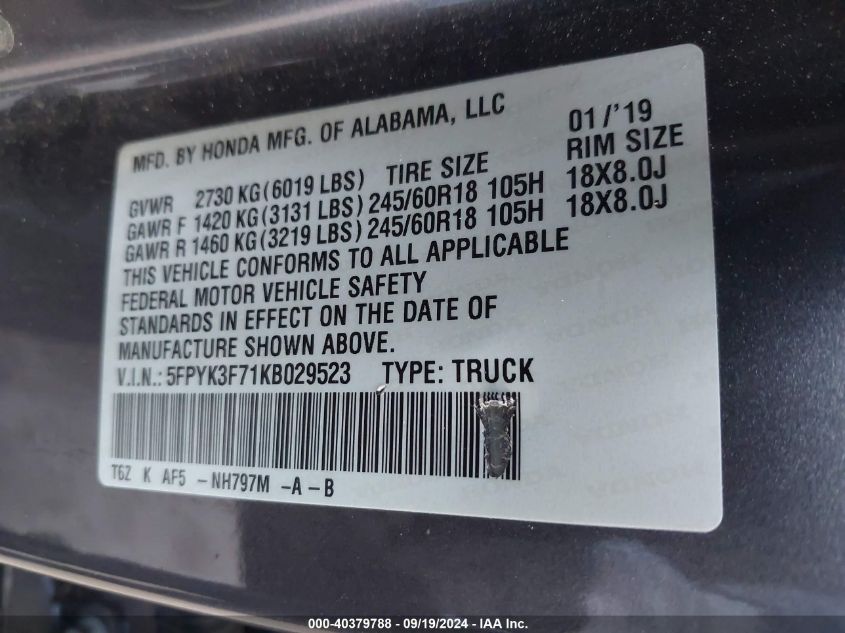 MFD. BY HONDA MFG. OF ALABAMA, LLC 01/'19
GVWR 2730 KG(6019 LBS) TIRE SIZE RIM SIZE
GAWR F 1420 KG(3131 LBS) 245/60R18 105H 18X8.0J
GAWR R 1460 KG(3219 LBS) 245/60R18 105H 18X8.0J
THIS VEHICLE CONFORMS TO ALL APPLICABLE
FEDERAL MOTOR VEHICLE SAFETY
STANDARDS IN EFFECT ON THE DATE OF
MANUFACTURE SHOWN ABOVE.
V.I.N.: 5FPYK3F71KB029523 TYPE: TRUCK
T6Z K AF5 -NH797M -A-B
000-40379788 - 09/19/2024 - IAA Inc.